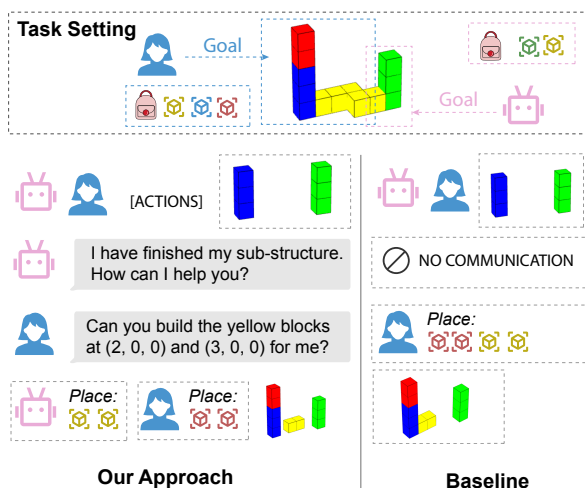 Task Setting
Goal
Goal
[ACTIONS]
I have finished my sub-structure.
How can I help you?
Can you build the yellow blocks
at (2, 0, 0) and (3, 0, 0) for me?
Place:
Place:
Our Approach
NO COMMUNICATION
Place:
Baseline